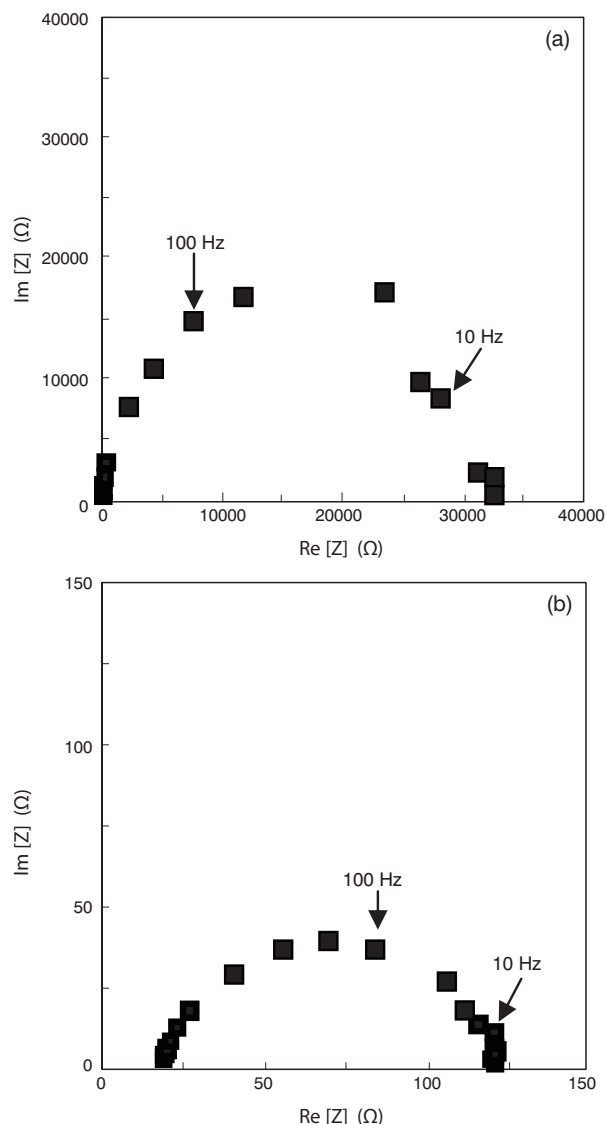 (a)
40000
30000
20000
10000
0
Im [Z] (Ω)
100 Hz
10 Hz
0 10000 20000 30000 40000
Re [Z] (Ω)
(b)
150
100
50
0
Im [Z] (Ω)
100 Hz
10 Hz
0 50 100 150
Re [Z] (Ω)